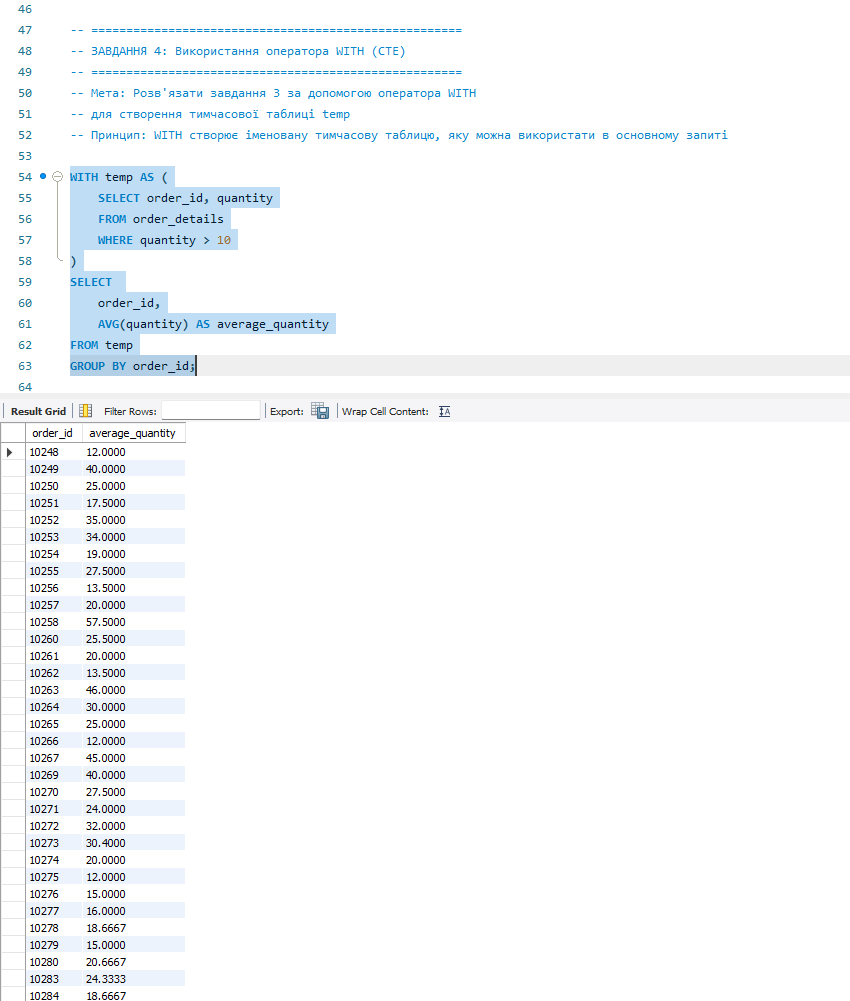 46
47 -- =====================================================
48 -- ЗАВДАННЯ 4: Використання оператора WITH (CTE)
49 -- =====================================================
50 -- Мета: Розв'язати завдання 3 за допомогою оператора WITH
51 -- для створення тимчасової таблиці temp
52 -- Принцип: WITH створює іменовану тимчасову таблицю, яку можна використати в основному запиті
53
54 WITH temp AS (
55 SELECT order_id, quantity
56 FROM order_details
57 WHERE quantity > 10
58 )
59 SELECT
60 order_id,
61 AVG(quantity) AS average_quantity
62 FROM temp
63 GROUP BY order_id;
64
Result Grid Filter Rows: Export: Wrap Cell Content: IA
order_id average_quantity
10248 12.0000
10249 40.0000
10250 25.0000
10251 17.5000
10252 35.0000
10253 34.0000
10254 19.0000
10255 27.5000
10256 13.5000
10257 20.0000
10258 57.5000
10260 25.5000
10261 20.0000
10262 13.5000
10263 46.0000
10264 30.0000
10265 25.0000
10266 12.0000
10267 45.0000
10269 40.0000
10270 27.5000
10271 24.0000
10272 32.0000
10273 30.4000
10274 20.0000
10275 12.0000
10276 15.0000
10277 16.0000
10278 18.6667
10279 15.0000
10280 20.6667
10283 24.3333
10284 18.6667